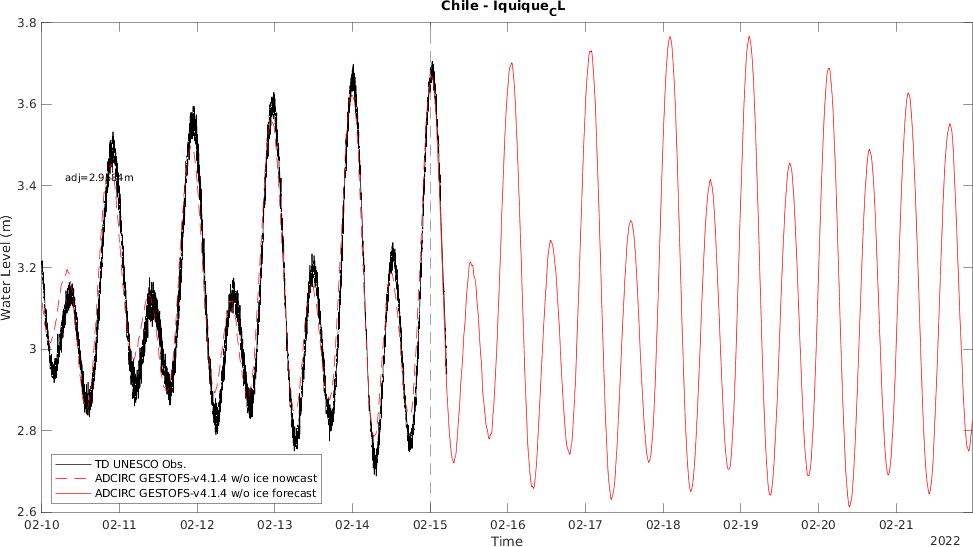 Chile - Iquique_CL
3.8
3.6
3.4
3.2
3
2.8
2.6
Water Level (m)
adj=2.9584m
TD UNESCO Obs.
ADCIRC GESTOFS-v4.1.4 w/o ice nowcast
ADCIRC GESTOFS-v4.1.4 w/o ice forecast
02-10 02-11 02-12 02-13 02-14 02-15 02-16 02-17 02-18 02-19 02-20 02-21
Time
2022